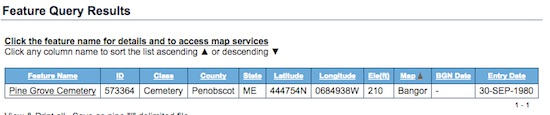 Feature Query Results
Click the feature name for details and to access map services
Click any column name to sort the list ascending ▲ or descending ▼
Feature Name ID Class County State Latitude Longitude Ele(ft) Map ▲ BGN Date Entry Date
Pine Grove Cemetery 573364 Cemetery Penobscot ME 444754N 0684938W 210 Bangor - 30-SEP-1980
1 - 1